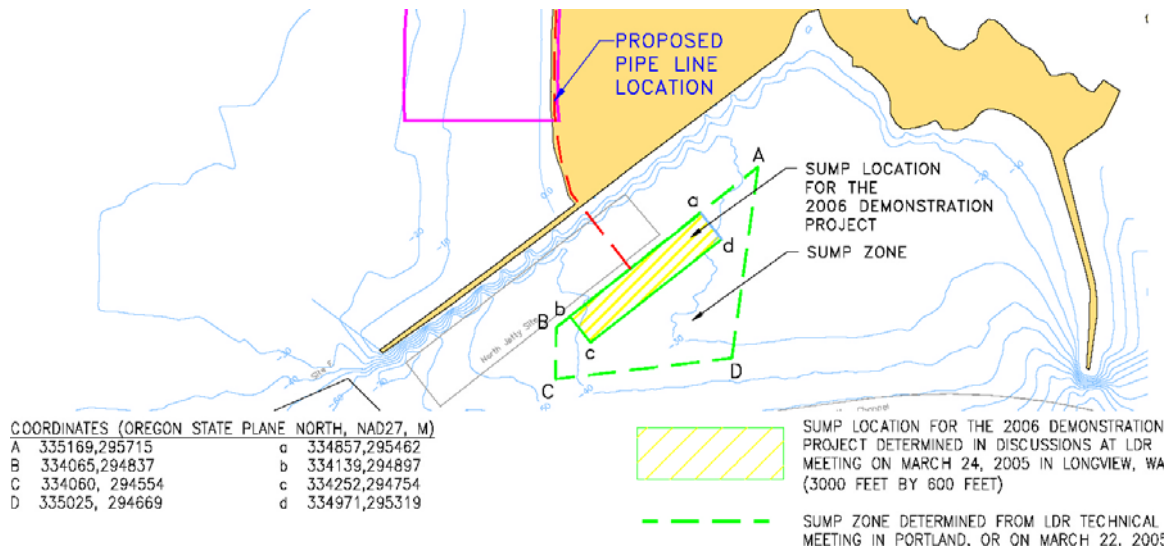 PROPOSED
PIPE LINE
LOCATION
A
SUMP LOCATION
FOR THE
2006 DEMONSTRATION
PROJECT
a
d
SUMP ZONE
b
B
c
C
D
North Jetty Site
Site E
COORDINATES (OREGON STATE PLANE NORTH, NAD27, M)
A 335169,295715 a 334857,295462
B 334065,294837 b 334139,294897
C 334060, 294554 c 334252,294754
D 335025, 294669 d 334971,295319
SUMP LOCATION FOR THE 2006 DEMONSTRATION
PROJECT DETERMINED IN DISCUSSIONS AT LDR
MEETING ON MARCH 24, 2005 IN LONGVIEW, WA
(3000 FEET BY 600 FEET)
SUMP ZONE DETERMINED FROM LDR TECHNICAL
MEETING IN PORTLAND, OR ON MARCH 22, 2005